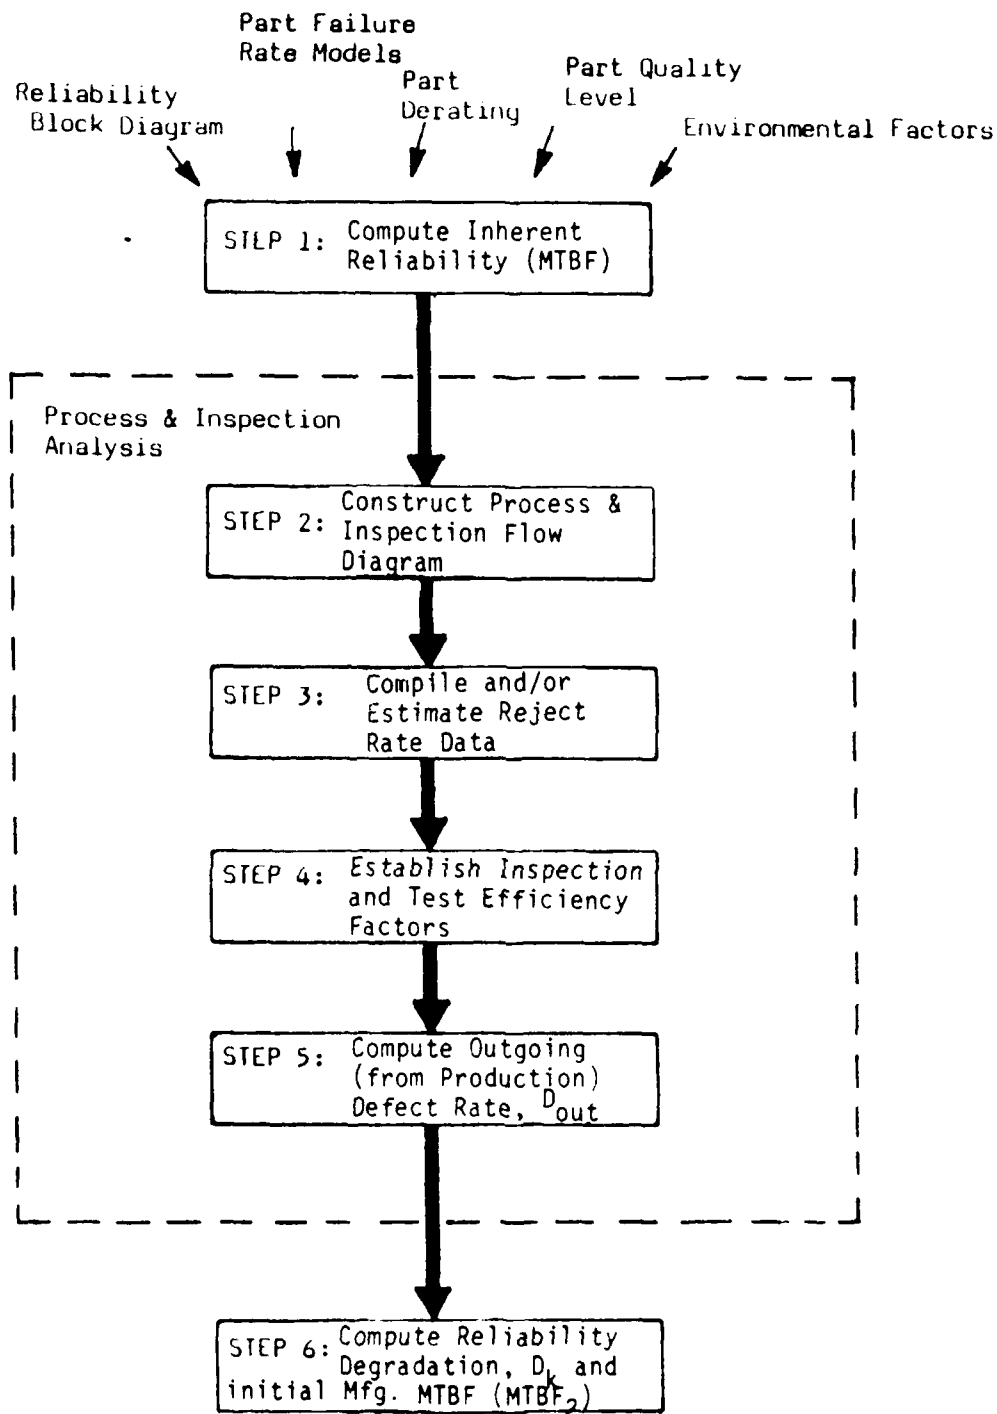 Part Failure
Rate Models
Part
Derating
Part Quality
Level
Reliability
Block Diagram
Environmental Factors
STEP 1: Compute Inherent
Reliability (MTBF)
Process & Inspection
Analysis
STEP 2: Construct Process &
Inspection Flow
Diagram
STEP 3: Compile and/or
Estimate Reject
Rate Data
STEP 4: Establish Inspection
and Test Efficiency
Factors
STEP 5: Compute Outgoing
(from Production)
Defect Rate, Dout
STEP 6: Compute Reliability
Degradation, Dk and
initial Mfg. MTBF (MTBF2)